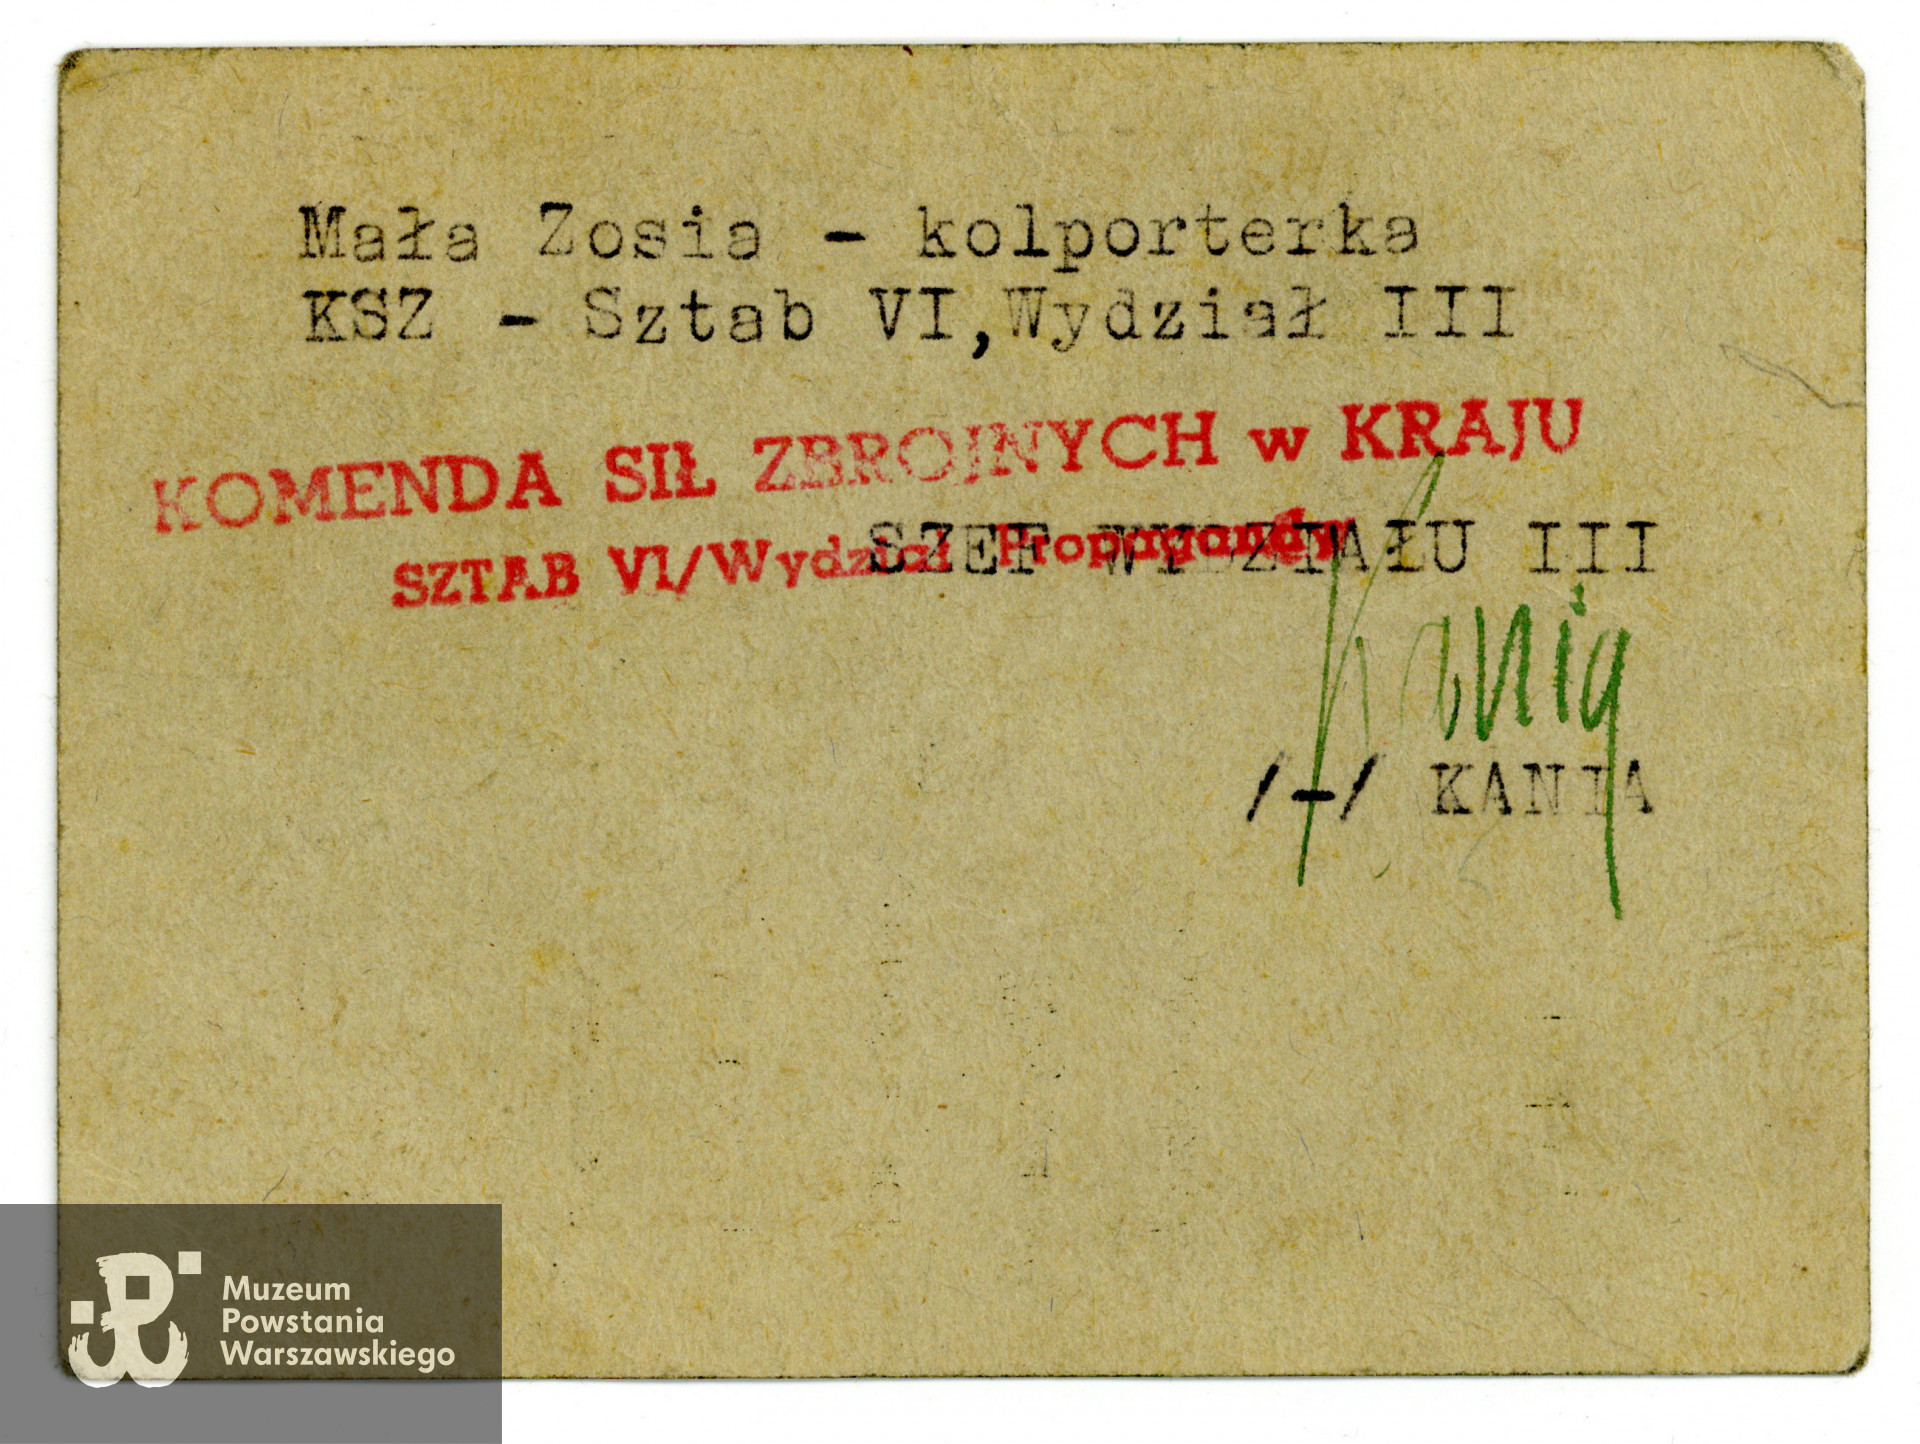 Mała Zosia - kolporterka
KSZ - Sztab VI,Wydział III
KOMENDA SIŁ ZBROJNYCH w KRAJU
SZTAB VI/Wydział Propagandy
SZEF WYDZIAŁU III
Kania
/-/ KANIA
Muzeum
Powstania
Warszawskiego